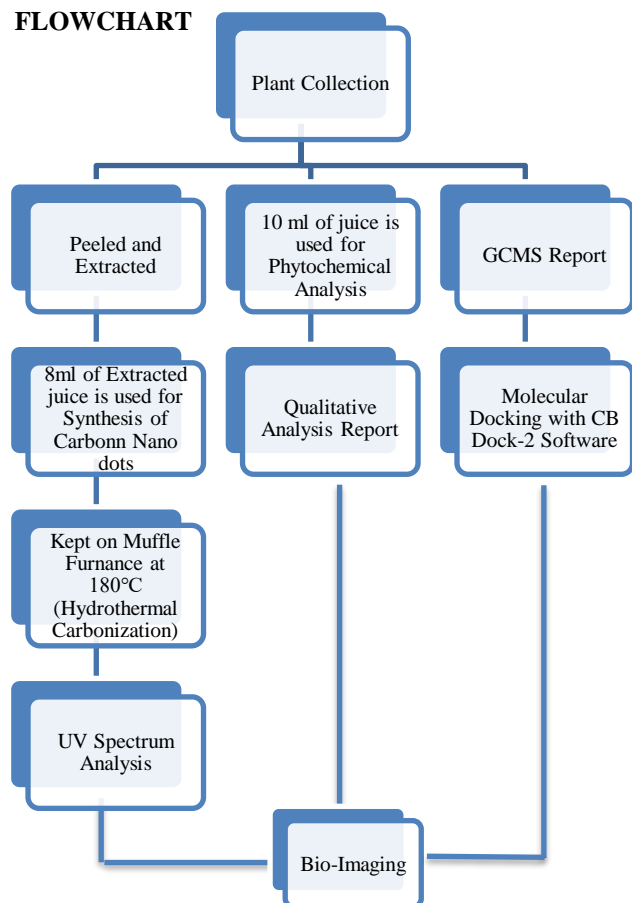 FLOWCHART
Plant Collection
Peeled and
Extracted
10 ml of juice is
used for
Phytochemical
Analysis
GCMS Report
8ml of Extracted
juice is used for
Synthesis of
Carbonn Nano
dots
Qualitative
Analysis Report
Molecular
Docking with CB
Dock-2 Software
Kept on Muffle
Furnance at
180°C
(Hydrothermal
Carbonization)
UV Spectrum
Analysis
Bio-Imaging